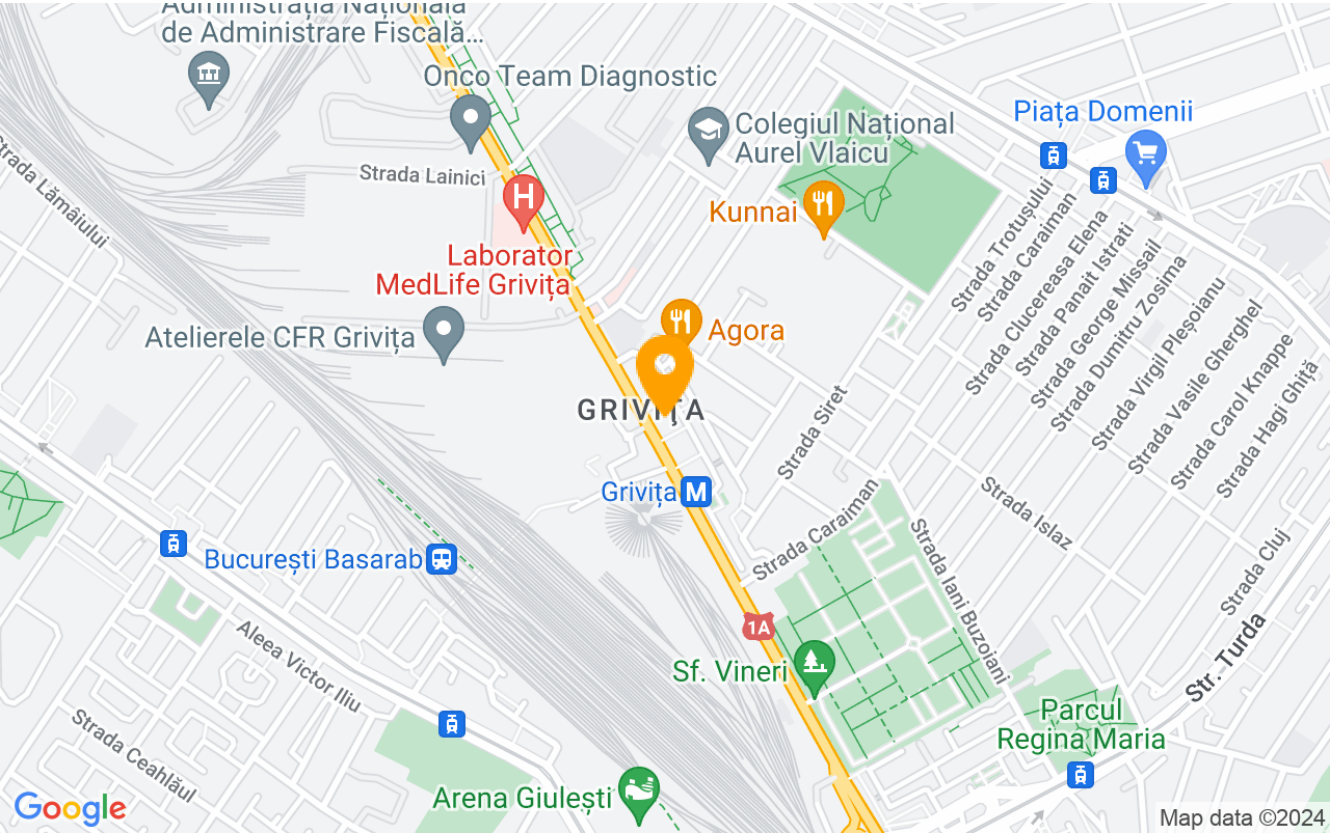 Administrația Națională
de Administrare Fiscală...
Onco Team Diagnostic
Piața Domenii
Colegiul Național
Aurel Vlaicu
Strada Lămâiului
Strada Lainici
H
Kunnai
Strada Trotușului
Strada Caraiman
Strada Clucereasa Elena
Strada Panait Istrati
Strada George Missail
Strada Dumitru Zosima
Strada Virgil Pleșoianu
Strada Vasile Gherghel
Strada Carol Knappe
Strada Hagi Ghiță
Laborator
MedLife Grivița
Atelierele CFR Grivița
Agora
GRIVIȚA
Strada Siret
Grivița M
Strada Caraiman
Strada Islaz
Strada Iani Buzoiani
Strada Cluj
București Basarab
1A
Aleea Victor Iliu
Sf. Vineri
Str. Turda
Parcul
Regina Maria
Strada Ceahlăul
Arena Giulești
Google
Map data ©2024